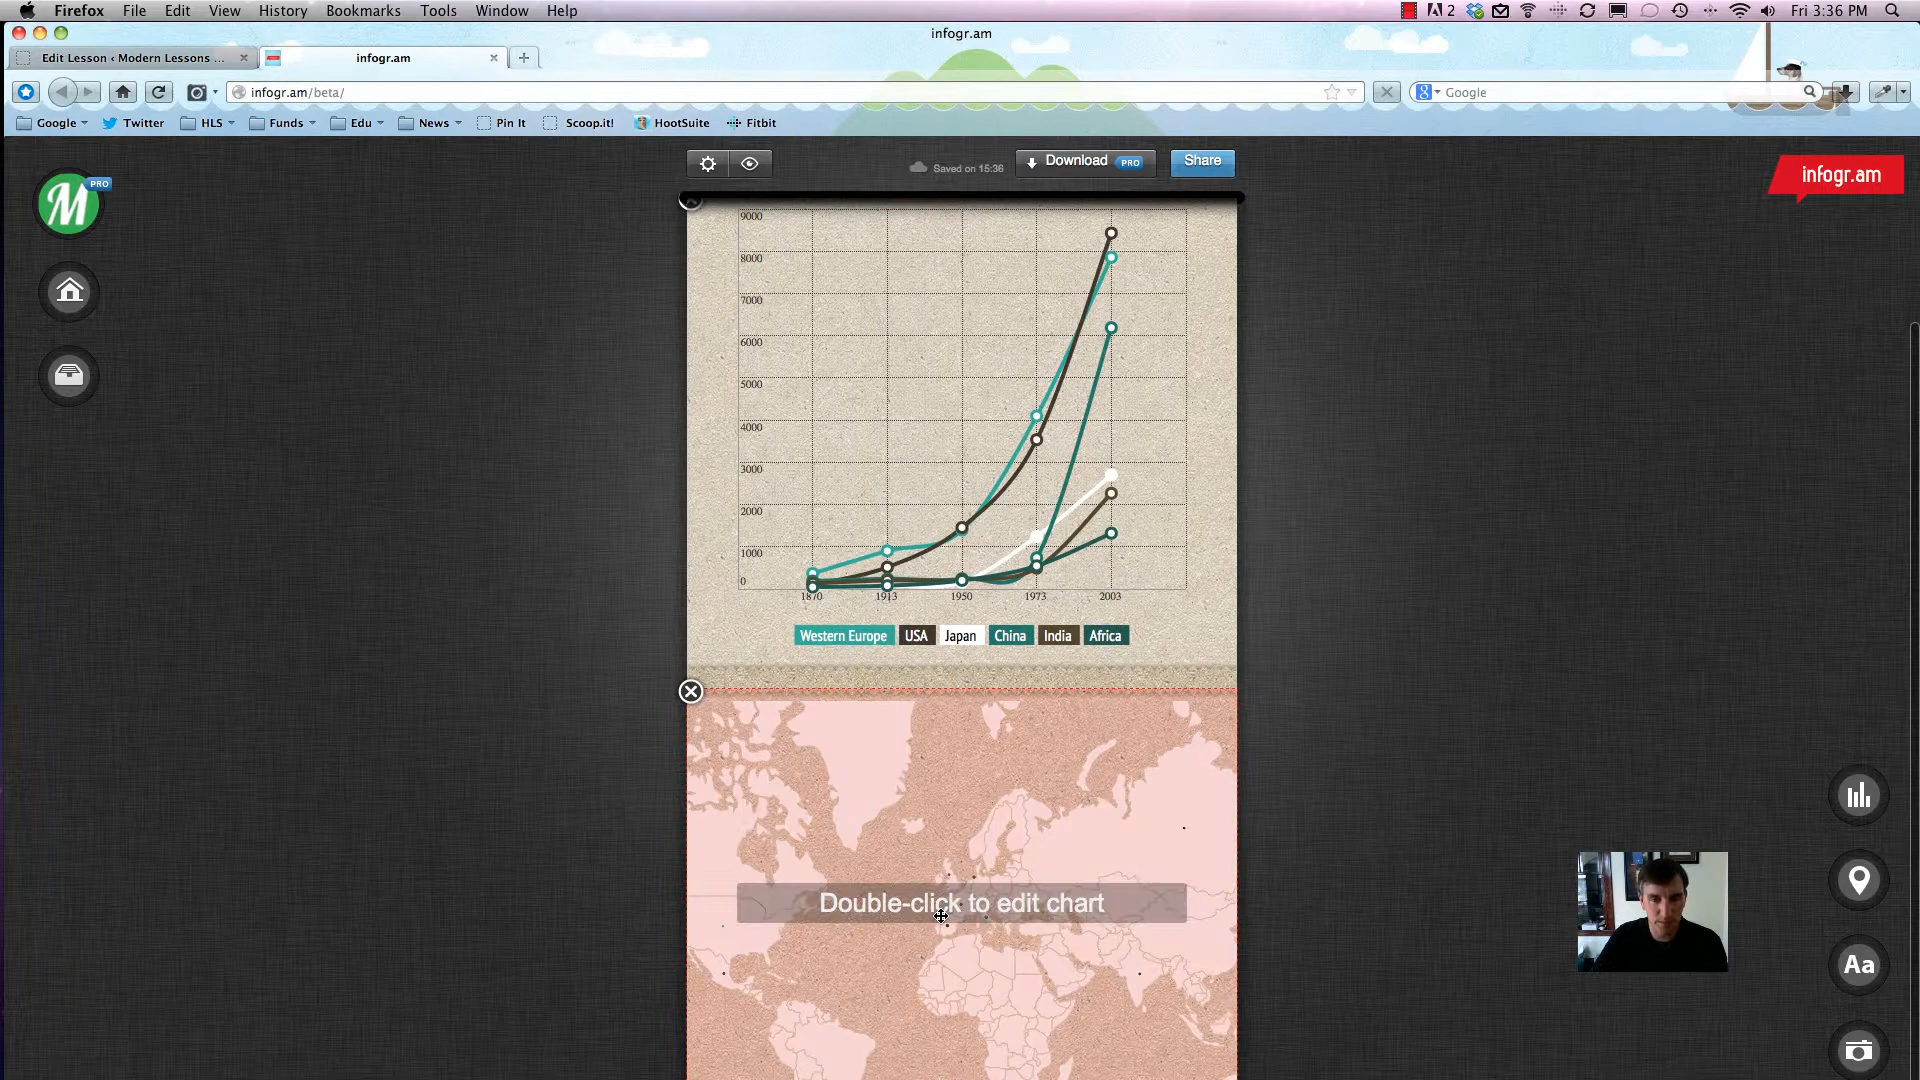 Firefox File Edit View History Bookmarks Tools Window Help 2 Fri 3:36 PM
infogr.am
Edit Lesson ‹ Modern Lessons ... infogr.am
infogr.am/beta/ Google
Google Twitter HLS Funds Edu News Pin It Scoop.it! HootSuite Fitbit
M PRO
Saved on 15:36 Download PRO Share
infogr.am
9000
8000
7000
6000
5000
4000
3000
2000
1000
0
1870 1913 1950 1973 2003
Western Europe USA Japan China India Africa
Double-click to edit chart
Aa